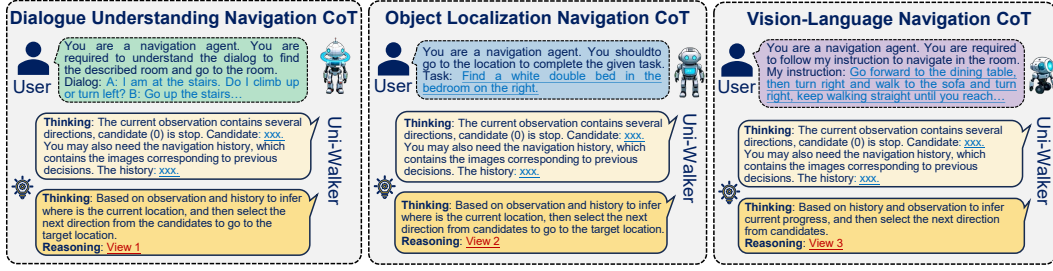 Dialogue Understanding Navigation CoT
User
You are a navigation agent. You are
required to understand the dialog to find
the described room and go to the room.
Dialog: A: I am at the stairs. Do I climb up
or turn left? B: Go up the stairs…
Thinking: The current observation contains several
directions, candidate (0) is stop. Candidate: xxx.
You may also need the navigation history, which
contains the images corresponding to previous
decisions. The history: xxx.
Uni-Walker
Thinking: Based on observation and history to infer
where is the current location, and then select the
next direction from the candidates to go to the
target location.
Reasoning: View 1
Object Localization Navigation CoT
User
You are a navigation agent. You shouldto
go to the location to complete the given task.
Task: Find a white double bed in the
bedroom on the right.
Thinking: The current observation contains several
directions, candidate (0) is stop. Candidate: xxx.
You may also need the navigation history, which
contains the images corresponding to previous
decisions. The history: xxx.
Uni-Walker
Thinking: Based on observation and history to infer
where is the current location, then select the next
direction from candidates to go to the target location.
Reasoning: View 2
Vision-Language Navigation CoT
User
You are a navigation agent. You are required
to follow my instruction to navigate in the room.
My instruction: Go forward to the dining table,
then turn right and walk to the sofa and turn
right, keep walking straight until you reach…
Thinking: The current observation contains several
directions, candidate (0) is stop. Candidate: xxx.
You may also need the navigation history, which
contains the images corresponding to previous
decisions. The history: xxx.
Uni-Walker
Thinking: Based on history and observation to infer
current progress, and then select the next direction
from candidates.
Reasoning: View 3